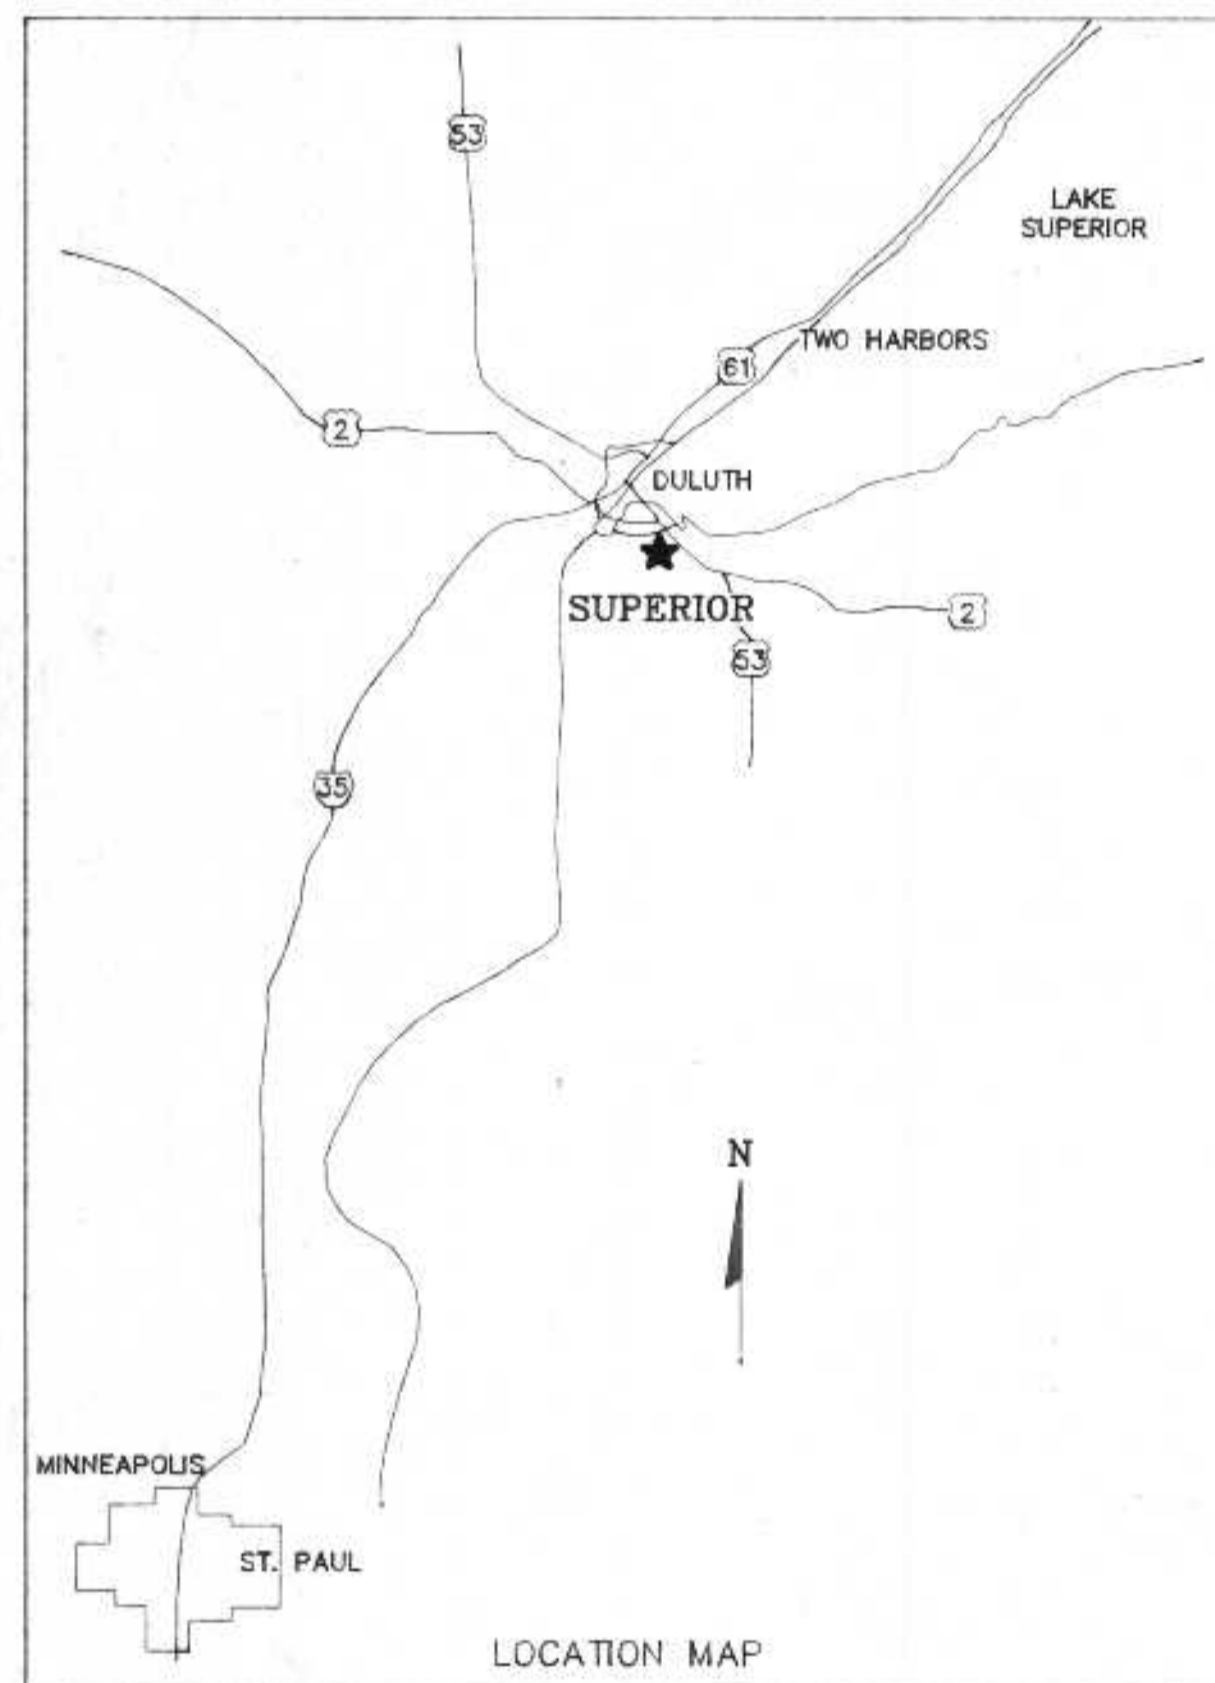 53
LAKE
SUPERIOR
TWO HARBORS
61
2
DULUTH
SUPERIOR
2
53
35
N
MINNEAPOLIS
ST. PAUL
LOCATION MAP